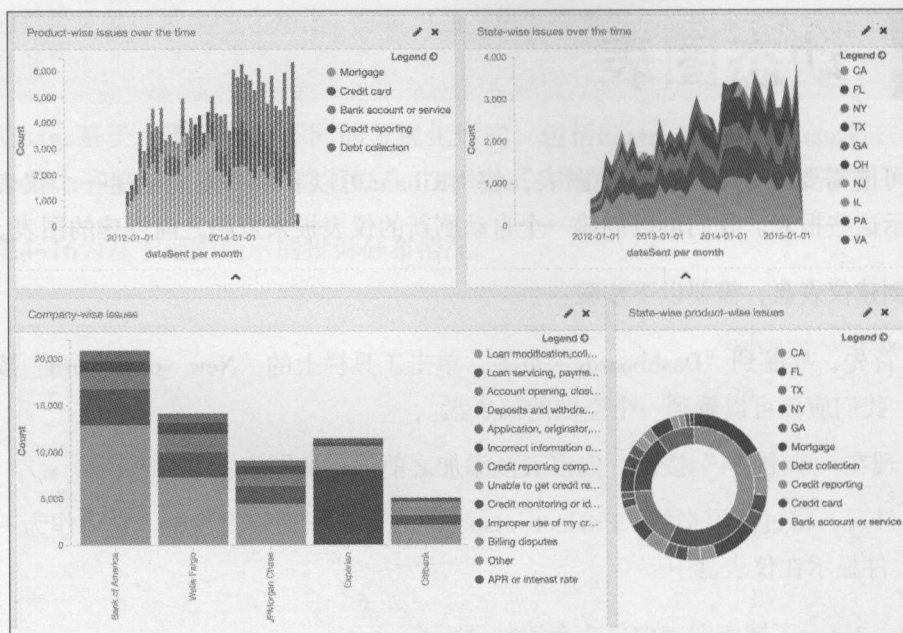 Product-wise issues over the time
Legend
6,000
5,000
4,000
3,000
2,000
1,000
0
Count
2012-01-01
2014-01-01
dateSent per month
Mortgage
Credit card
Bank account or service
Credit reporting
Debt collection
State-wise issues over the time
Legend
4,000
3,000
2,000
1,000
0
Count
2012-01-01
2013-01-01
2014-01-01
2015-01-01
dateSent per month
CA
FL
NY
TX
GA
OH
NJ
IL
PA
VA
Company-wise issues
Legend
20,000
15,000
10,000
5,000
0
Count
Bank of America
Wells Fargo
JPMorgan Chase
Experian
Citibank
Loan modification,coll...
Loan servicing, payme...
Account opening, closi...
Deposits and withdra...
Application, originator,...
Incorrect information o...
Credit reporting comp...
Unable to get credit re...
Credit monitoring or id...
Improper use of my cr...
Billing disputes
Other
APR or interest rate
State-wise product-wise issues
Legend
CA
FL
TX
NY
GA
Mortgage
Debt collection
Credit reporting
Credit card
Bank account or service